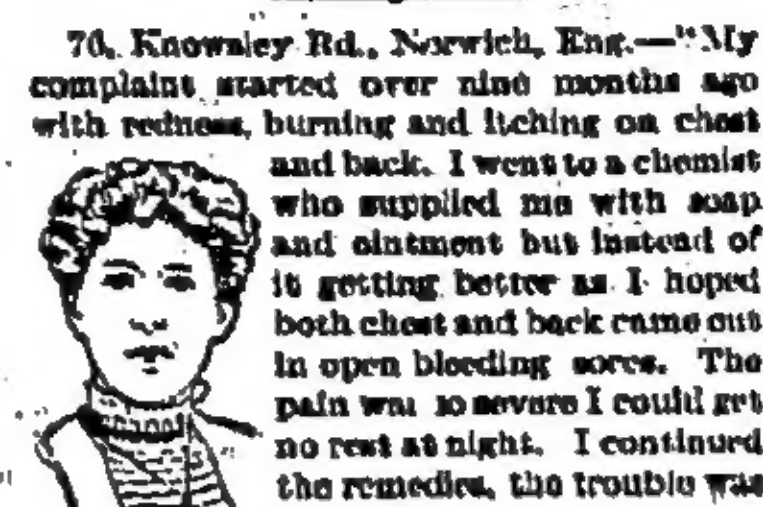 70, Knowsley Rd., Norwich, Eng.—"My
complaint started over nine months ago
with redness, burning and itching on chest
and back. I went to a chemist
who supplied me with soap
and ointment but instead of
it getting better as I hoped
both chest and back came out
in open bleeding sores. The
pain was so severe I could get
no rest at night. I continued
the remedies, the trouble was